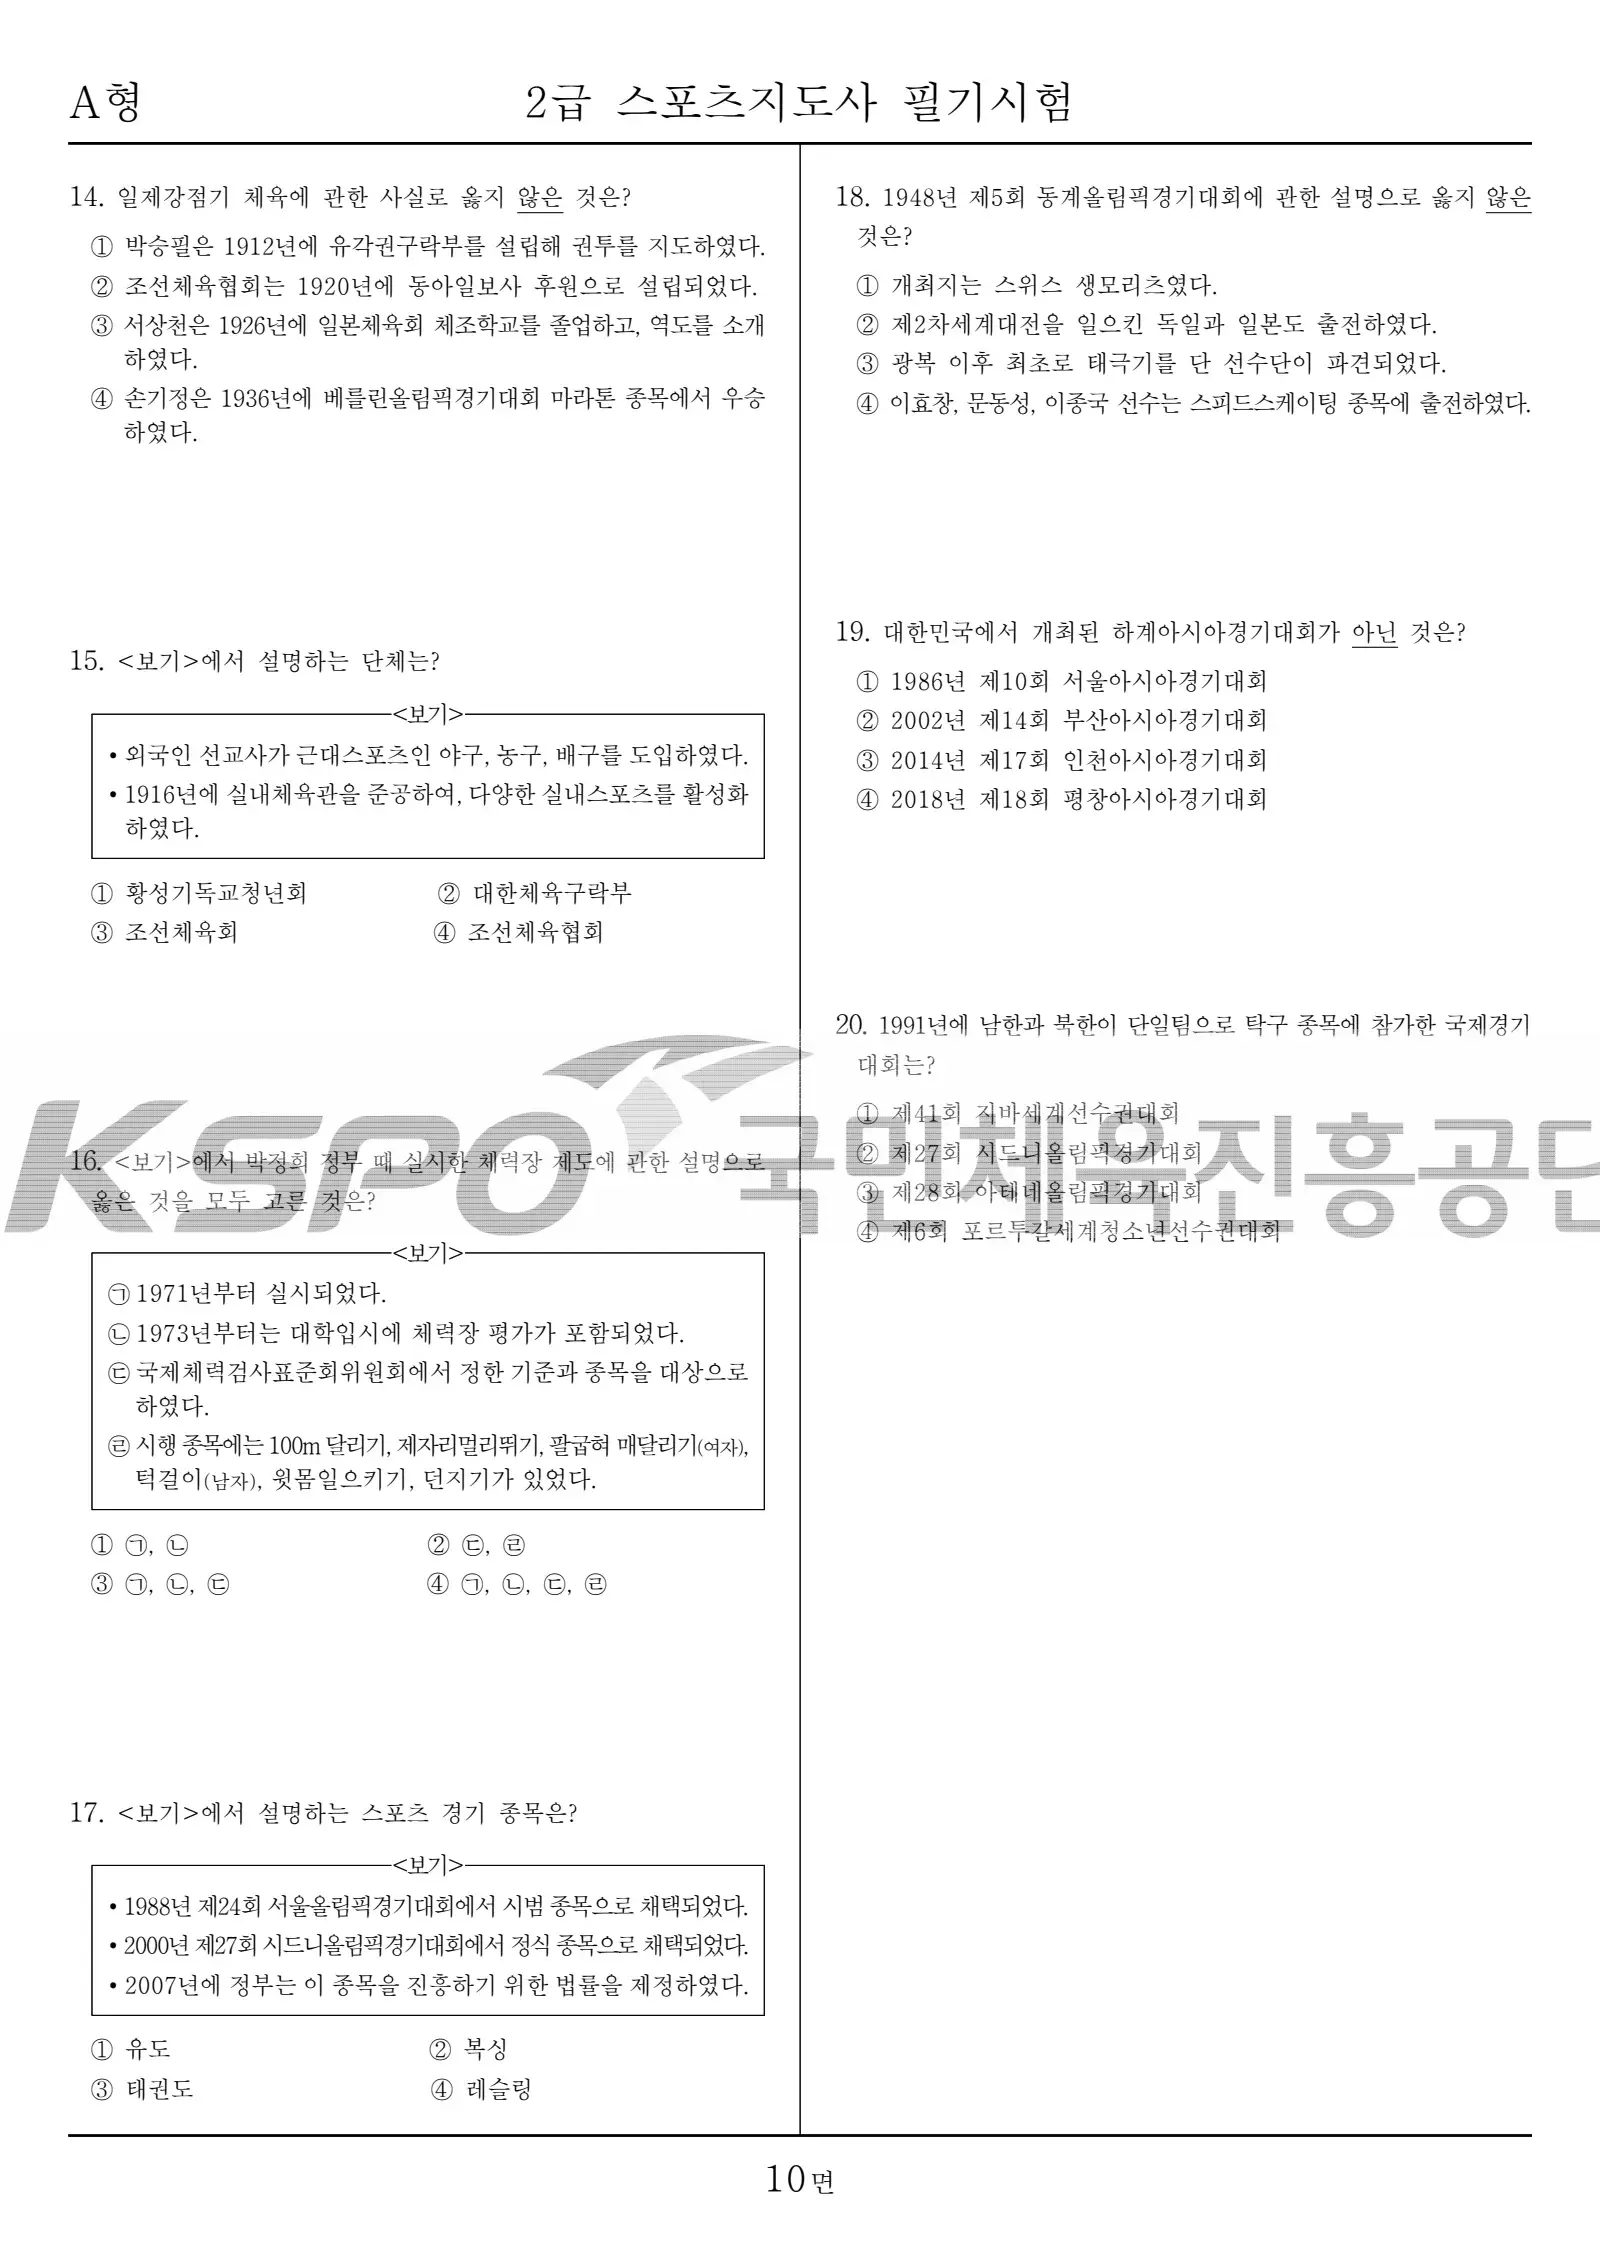 A형
2급 스포츠지도사 필기시험
14. 일제강점기 체육에 관한 사실로 옳지 않은 것은?
① 박승필은 1912년에 유각권구락부를 설립해 권투를 지도하였다.
② 조선체육협회는 1920년에 동아일보사 후원으로 설립되었다.
③ 서상천은 1926년에 일본체육회 체조학교를 졸업하고, 역도를 소개
하였다.
④ 손기정은 1936년에 베를린올림픽경기대회 마라톤 종목에서 우승
하였다.
15. <보기>에서 설명하는 단체는?
<보기>
• 외국인 선교사가 근대스포츠인 야구, 농구, 배구를 도입하였다.
• 1916년에 실내체육관을 준공하여, 다양한 실내스포츠를 활성화
하였다.
① 황성기독교청년회 ② 대한체육구락부
③ 조선체육회 ④ 조선체육협회
16. <보기>에서 박정희 정부 때 실시한 체력장 제도에 관한 설명으로
옳은 것을 모두 고른 것은?
<보기>
㉠ 1971년부터 실시되었다.
㉡ 1973년부터는 대학입시에 체력장 평가가 포함되었다.
㉢ 국제체력검사표준회위원회에서 정한 기준과 종목을 대상으로
하였다.
㉣ 시행 종목에는 100m 달리기, 제자리멀리뛰기, 팔굽혀 매달리기(여자),
턱걸이(남자), 윗몸일으키기, 던지기가 있었다.
① ㉠, ㉡ ② ㉢, ㉣
③ ㉠, ㉡, ㉢ ④ ㉠, ㉡, ㉢, ㉣
17. <보기>에서 설명하는 스포츠 경기 종목은?
<보기>
• 1988년 제24회 서울올림픽경기대회에서 시범 종목으로 채택되었다.
• 2000년 제27회 시드니올림픽경기대회에서 정식 종목으로 채택되었다.
• 2007년에 정부는 이 종목을 진흥하기 위한 법률을 제정하였다.
① 유도 ② 복싱
③ 태권도 ④ 레슬링
18. 1948년 제5회 동계올림픽경기대회에 관한 설명으로 옳지 않은
것은?
① 개최지는 스위스 생모리츠였다.
② 제2차세계대전을 일으킨 독일과 일본도 출전하였다.
③ 광복 이후 최초로 태극기를 단 선수단이 파견되었다.
④ 이효창, 문동성, 이종국 선수는 스피드스케이팅 종목에 출전하였다.
19. 대한민국에서 개최된 하계아시아경기대회가 아닌 것은?
① 1986년 제10회 서울아시아경기대회
② 2002년 제14회 부산아시아경기대회
③ 2014년 제17회 인천아시아경기대회
④ 2018년 제18회 평창아시아경기대회
20. 1991년에 남한과 북한이 단일팀으로 탁구 종목에 참가한 국제경기
대회는?
① 제41회 지바세계선수권대회
② 제27회 시드니올림픽경기대회
③ 제28회 아테네올림픽경기대회
④ 제6회 포르투갈세계청소년선수권대회
KSPO 국민체육진흥공단
10면